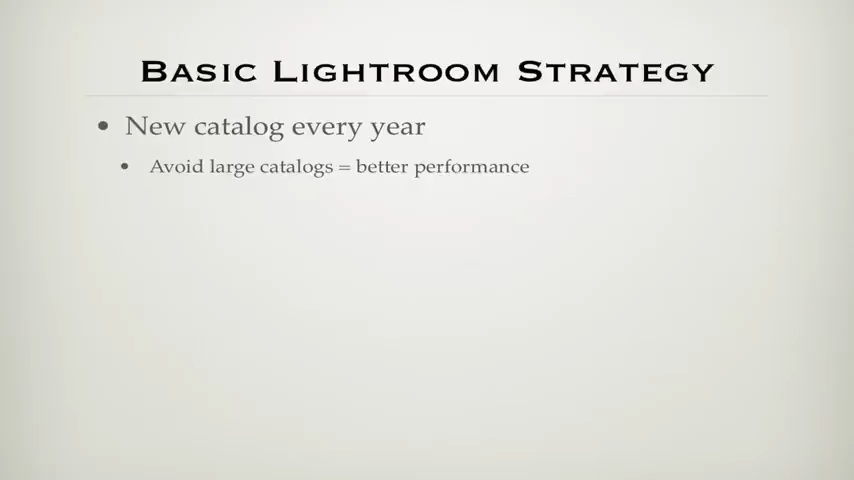 Basic Lightroom Strategy
• New catalog every year
• Avoid large catalogs = better performance